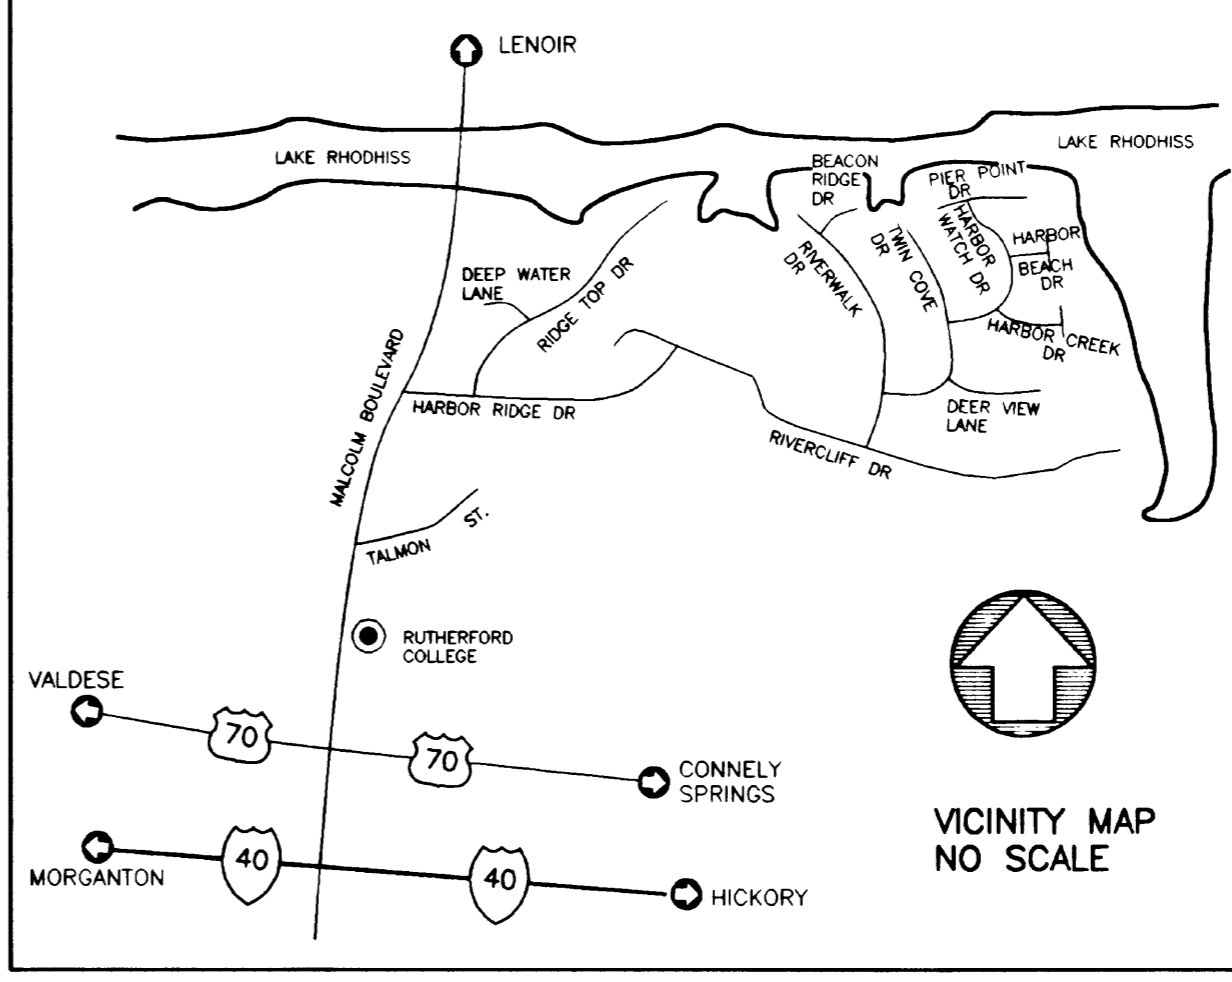 LENOIR
LAKE RHODHISS
LAKE RHODHISS
BEACON
RIDGE
DR
PIER POINT
DR
HARBOR
WATCH DR
TWIN COVE
DR
HARBOR
BEACH
DR
RIVERWALK
DR
DEEP WATER
LANE
RIDGE TOP DR
HARBOR CREEK
DR
MALCOLM BOULEVARD
HARBOR RIDGE DR
DEER VIEW
LANE
RIVERCLIFF DR
TALMON ST.
RUTHERFORD
COLLEGE
VALDESE
70
70
CONNELY
SPRINGS
MORGANTON
40
40
HICKORY
VICINITY MAP
NO SCALE